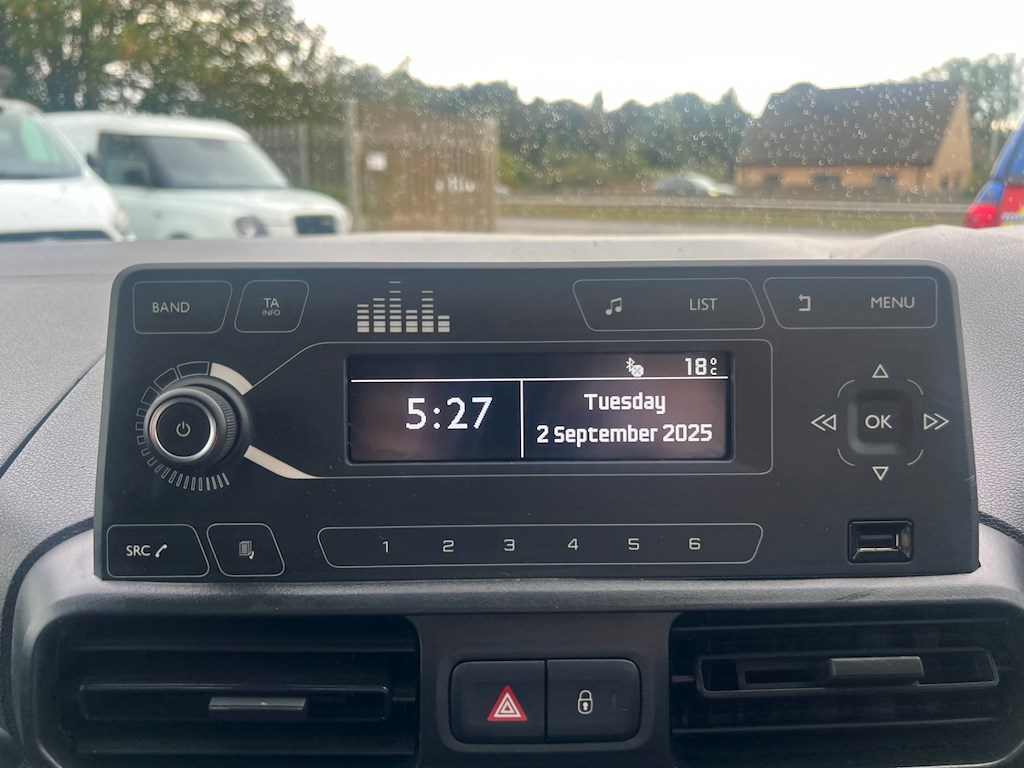 BAND
TA
INFO
LIST
MENU
18°C
5:27
Tuesday
2 September 2025
OK
SRC
1 2 3 4 5 6